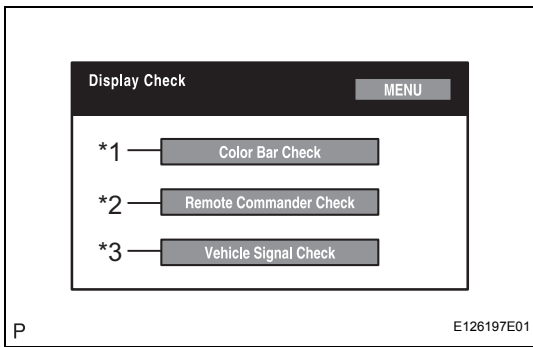 Display Check
MENU
*1 Color Bar Check
*2 Remote Commander Check
*3 Vehicle Signal Check
P E126197E01